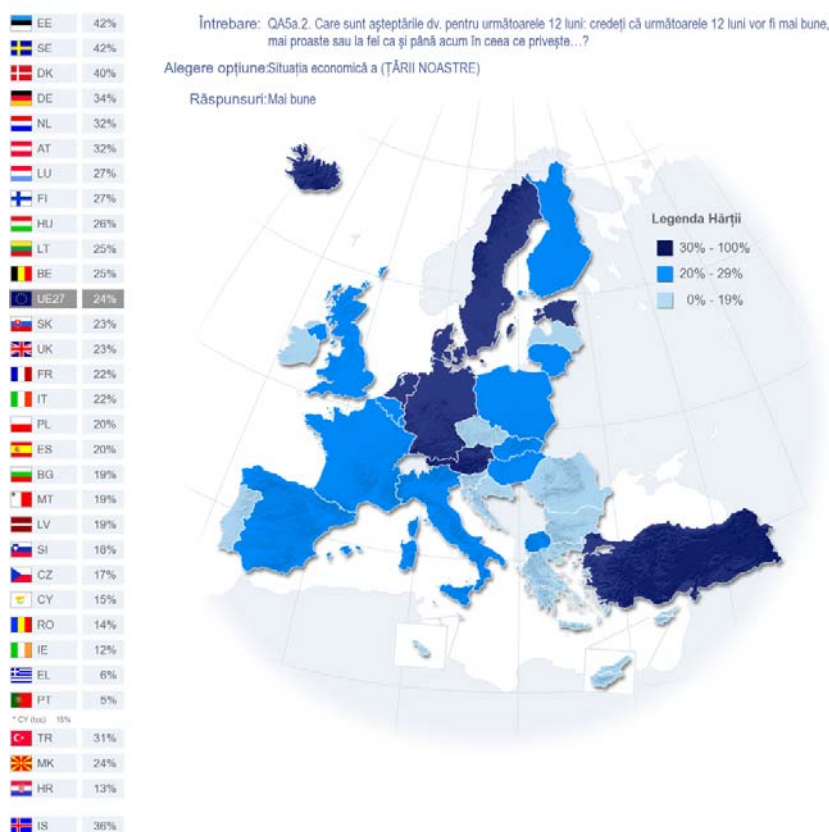 Întrebare: QA5a.2. Care sunt așteptările dv. pentru următoarele 12 luni: credeți că următoarele 12 luni vor fi mai bune,
mai proaste sau la fel ca și până acum în ceea ce privește…?
Alegere opțiune:Situația economică a (ȚĂRII NOASTRE)
Răspunsuri:Mai bune
EE 42%
SE 42%
DK 40%
DE 34%
NL 32%
AT 32%
LU 27%
FI 27%
HU 26%
LT 25%
BE 25%
UE27 24%
SK 23%
UK 23%
FR 22%
IT 22%
PL 20%
ES 20%
BG 19%
MT 19%
LV 19%
SI 18%
CZ 17%
CY 15%
RO 14%
IE 12%
EL 6%
PT 5%
* CY (tcc) 15%
TR 31%
MK 24%
HR 13%
IS 36%
Legenda Hărții
30% - 100%
20% - 29%
0% - 19%